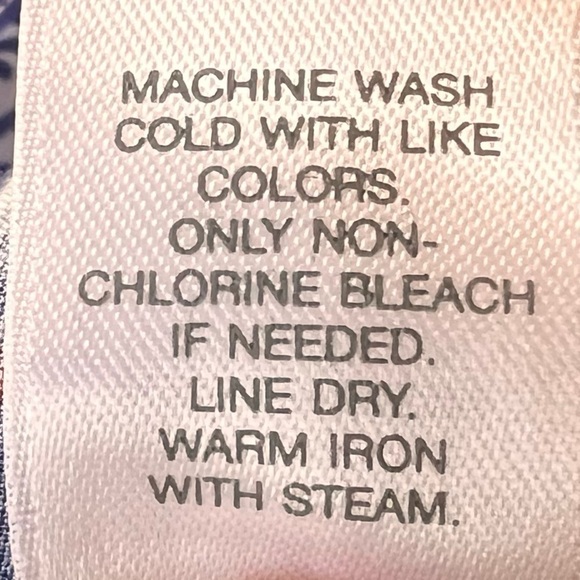 MACHINE WASH
COLD WITH LIKE
COLORS.
ONLY NON-
CHLORINE BLEACH
IF NEEDED.
LINE DRY.
WARM IRON
WITH STEAM.